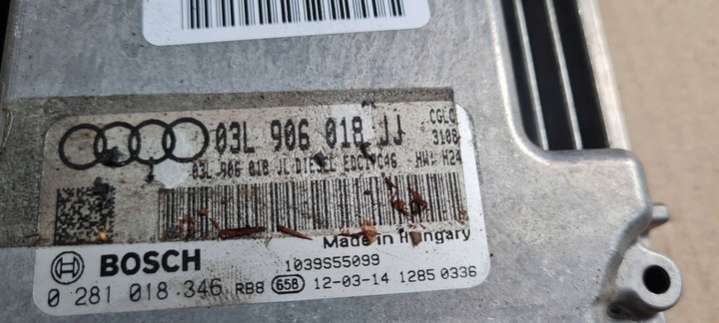 03L 906 018 JJ
CGLC
3108
03L 906 018 JL DIESEL EDC17C46 HW: H24
Made in Hungary
BOSCH
1039S55099
0 281 018 346 RB8 658 12-03-14 1285 0336